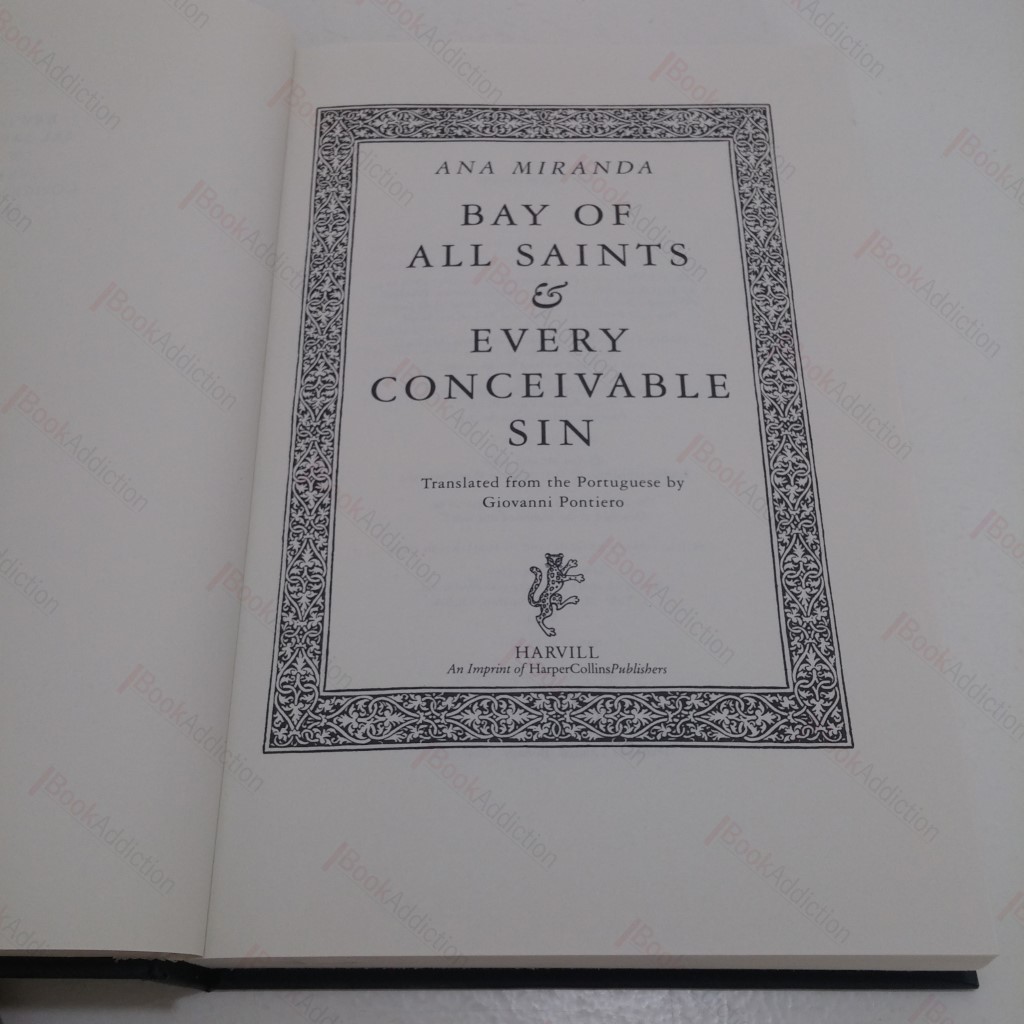 ANA MIRANDA
BAY OF
ALL SAINTS
&
EVERY
CONCEIVABLE
SIN
Translated from the Portuguese by
Giovanni Pontiero
HARVILL
An Imprint of HarperCollinsPublishers
BookAddiction